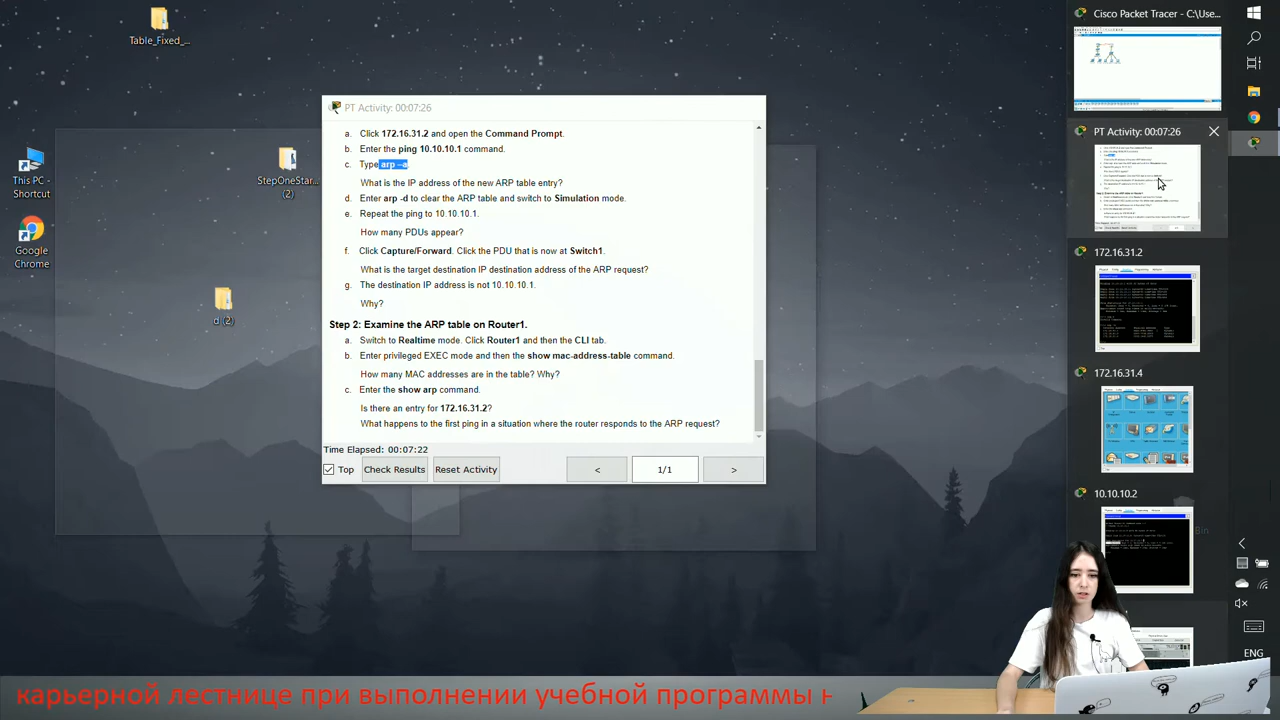 Table_Fixed_...
Shortcut
Google
Chrome
(2)
d (2)
PT Activity: 00:07:26
a. Click 172.16.31.2 and open the Command Prompt.
b. Enter the ping 10.10.10.1 command.
c. Type arp –a
What is the IP address of the new ARP table entry?
to clear the ARP table and switch to Simulation mode.
e. Repeat the ping to 10.10.10.1.
How many PDUs appear?
f. Click Capture/Forward. Click the PDU that is now at Switch1.
What is the target destination IP destination address of the ARP request?
g. The destination IP address is not 10.10.10.1.
Why?
Step 2: Examine the ARP table on Router1.
a. Switch to Realtime mode. Click Router1 and then the CLI tab.
b. Enter privileged EXEC mode and then the show mac-address-table command.
How many MAC addresses are in the table? Why?
c. Enter the show arp command.
Is there an entry for 172.16.31.2?
What happens to the first ping in a situation where the router responds to the ARP request?
Time Elapsed: 00:07:22
Top
Check Results
Reset Activity
<
1/1
>
Cisco Packet Tracer - C:\Use...
PT Activity: 00:07:26
172.16.31.2
172.16.31.4
10.10.10.2
Bin
ENG
карьерной лестнице при выполнении учебной программы н